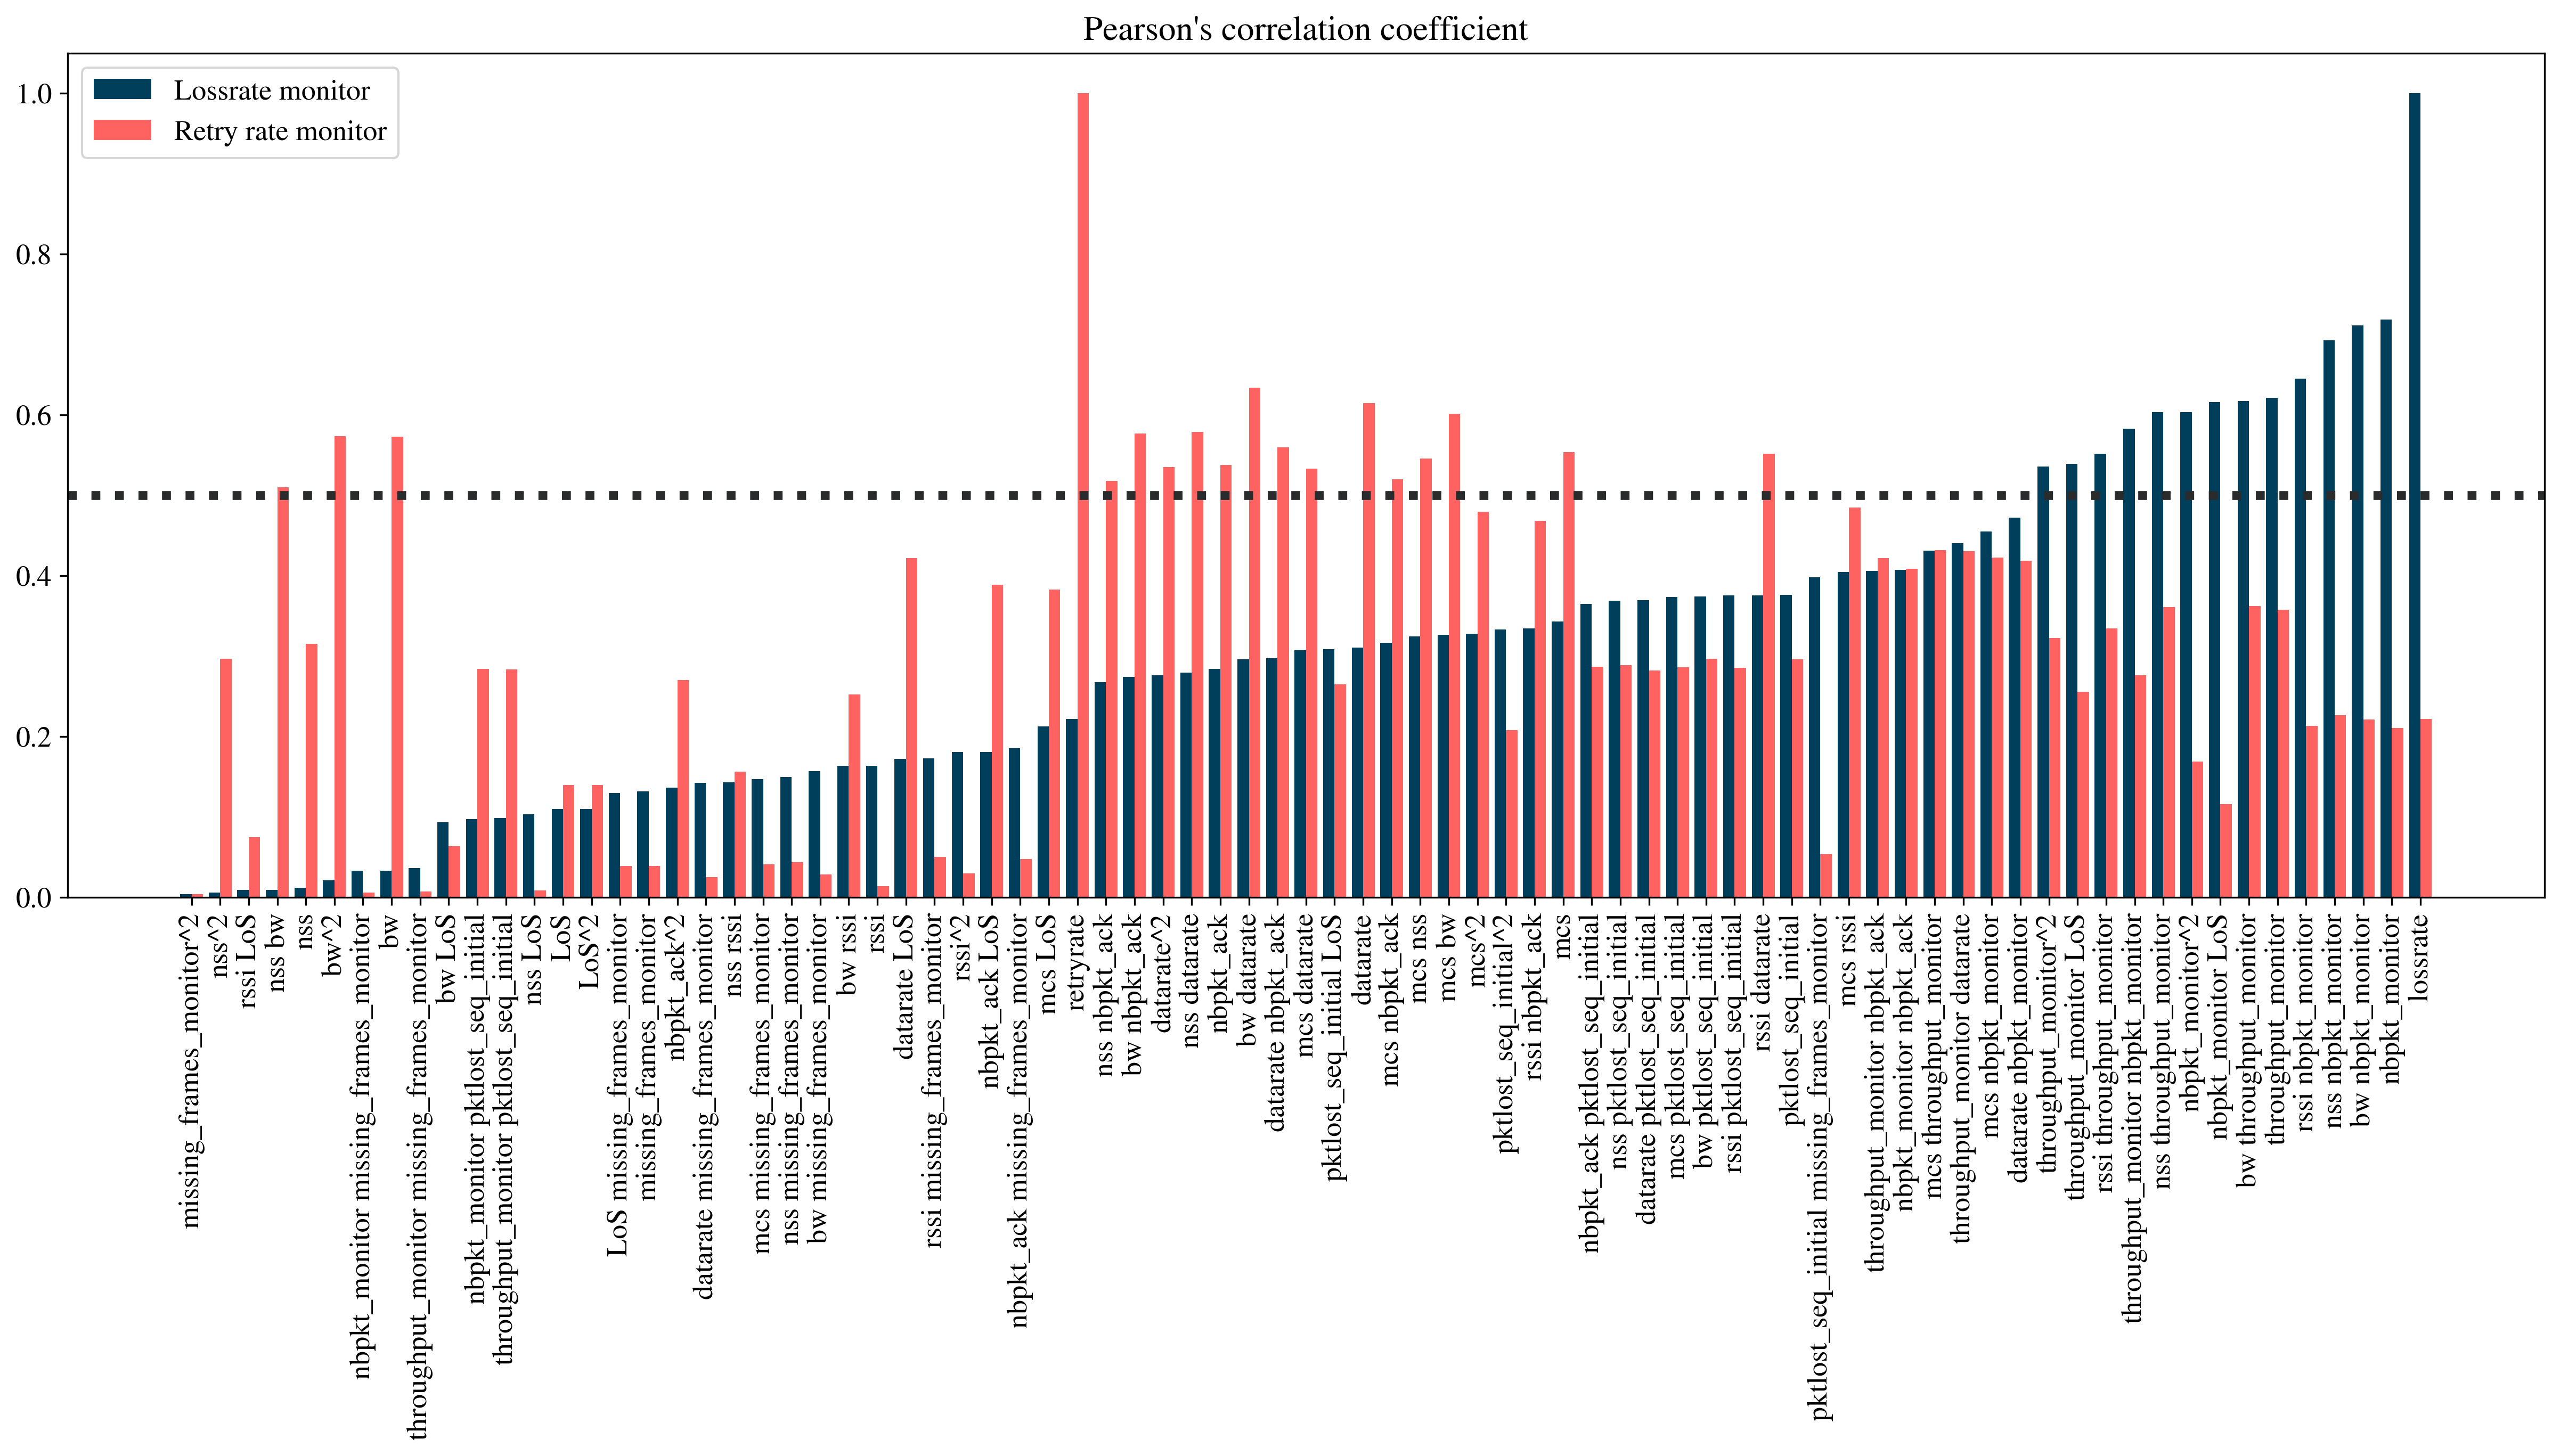 Pearson's correlation coefficient
Lossrate monitor
Retry rate monitor
1.0
0.8
0.6
0.4
0.2
0.0
missing_frames_monitor^2
nss^2
rssi LoS
nss bw
nss
bw^2
nbpkt_monitor missing_frames_monitor
bw
throughput_monitor missing_frames_monitor
bw LoS
nbpkt_monitor pktlost_seq_initial
throughput_monitor pktlost_seq_initial
nss LoS
LoS
LoS^2
LoS missing_frames_monitor
missing_frames_monitor
nbpkt_ack^2
datarate missing_frames_monitor
nss rssi
mcs missing_frames_monitor
nss missing_frames_monitor
bw missing_frames_monitor
bw rssi
rssi
datarate LoS
rssi missing_frames_monitor
rssi^2
nbpkt_ack LoS
nbpkt_ack missing_frames_monitor
mcs LoS
retryrate
nss nbpkt_ack
bw nbpkt_ack
datarate^2
nss datarate
nbpkt_ack
bw datarate
datarate nbpkt_ack
mcs datarate
pktlost_seq_initial LoS
datarate
mcs nbpkt_ack
mcs nss
mcs bw
mcs^2
pktlost_seq_initial^2
rssi nbpkt_ack
mcs
nbpkt_ack pktlost_seq_initial
nss pktlost_seq_initial
datarate pktlost_seq_initial
mcs pktlost_seq_initial
bw pktlost_seq_initial
rssi pktlost_seq_initial
rssi datarate
pktlost_seq_initial
pktlost_seq_initial missing_frames_monitor
mcs rssi
throughput_monitor nbpkt_ack
nbpkt_monitor nbpkt_ack
mcs throughput_monitor
throughput_monitor datarate
mcs nbpkt_monitor
datarate nbpkt_monitor
throughput_monitor^2
throughput_monitor LoS
rssi throughput_monitor
throughput_monitor nbpkt_monitor
nss throughput_monitor
nbpkt_monitor^2
nbpkt_monitor LoS
bw throughput_monitor
throughput_monitor
rssi nbpkt_monitor
nss nbpkt_monitor
bw nbpkt_monitor
nbpkt_monitor
lossrate